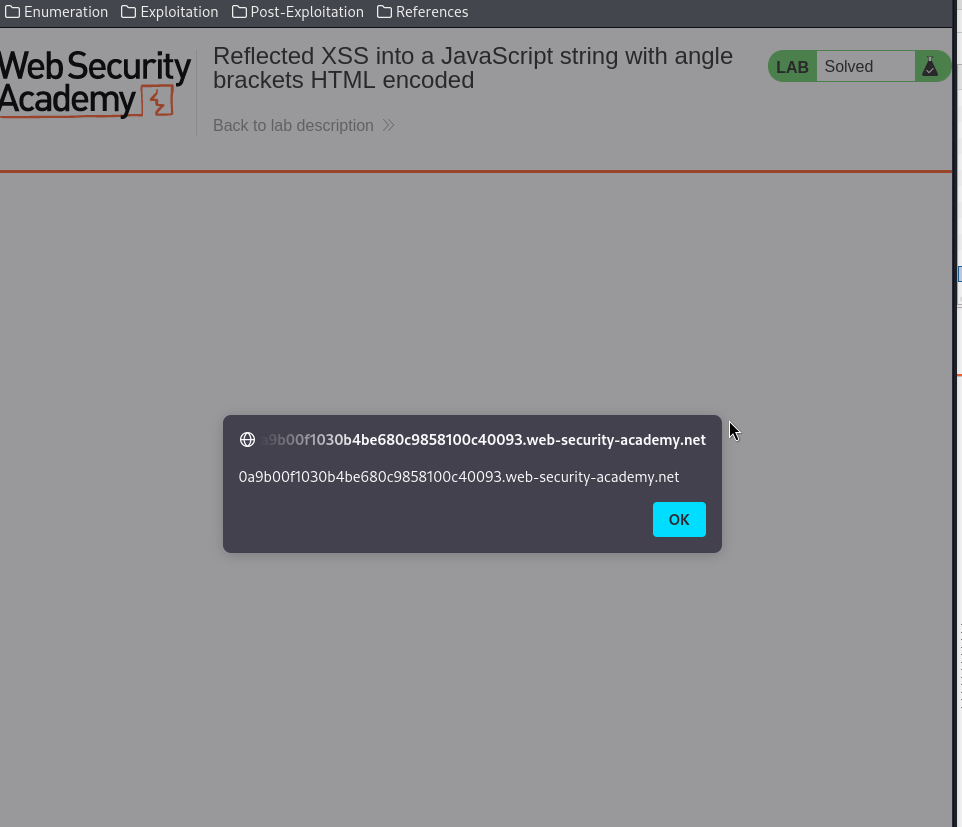 Enumeration Exploitation Post-Exploitation References
Web Security
Academy
Reflected XSS into a JavaScript string with angle
brackets HTML encoded
LAB Solved
Back to lab description
a9b00f1030b4be680c9858100c40093.web-security-academy.net
0a9b00f1030b4be680c9858100c40093.web-security-academy.net
OK